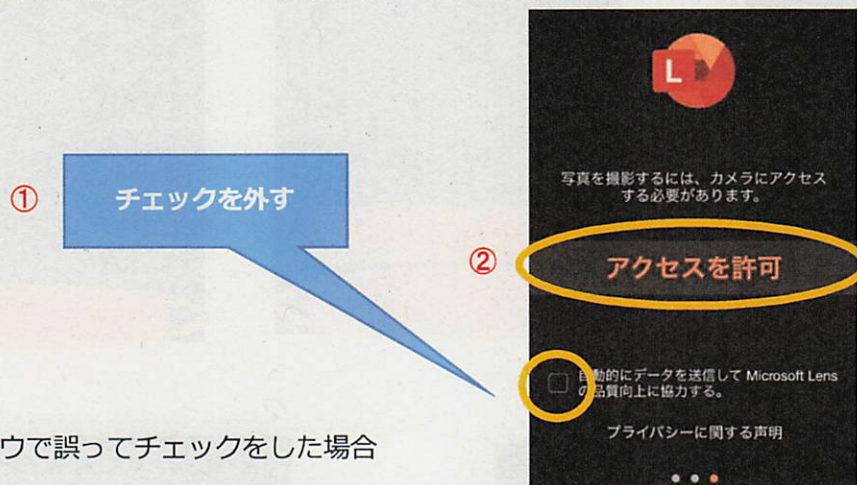 L
写真を撮影するには、カメラにアクセス
する必要があります。
① チェックを外す
② アクセスを許可
自動的にデータを送信して Microsoft Lens
の品質向上に協力する。
プライバシーに関する声明
ウで誤ってチェックをした場合